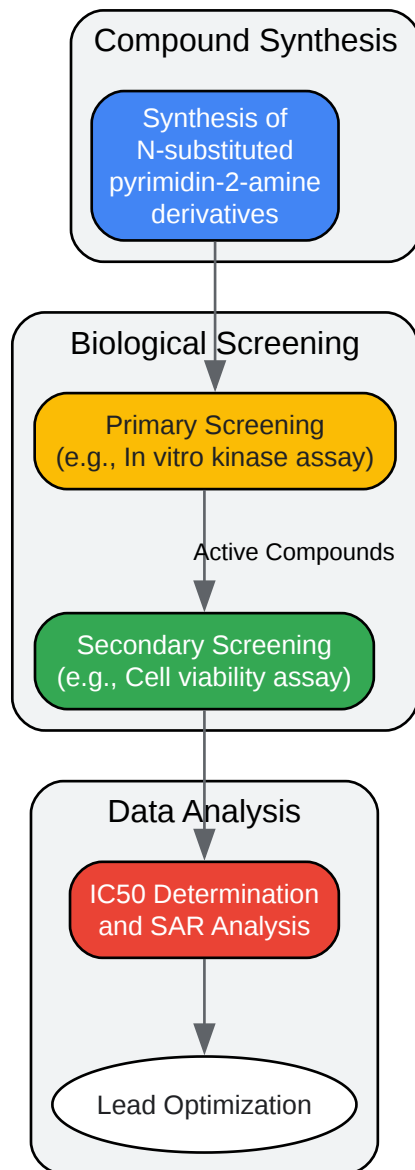 Compound Synthesis
Synthesis of
N-substituted
pyrimidin-2-amine
derivatives
Biological Screening
Primary Screening
(e.g., In vitro kinase assay)
Active Compounds
Secondary Screening
(e.g., Cell viability assay)
Data Analysis
IC50 Determination
and SAR Analysis
Lead Optimization